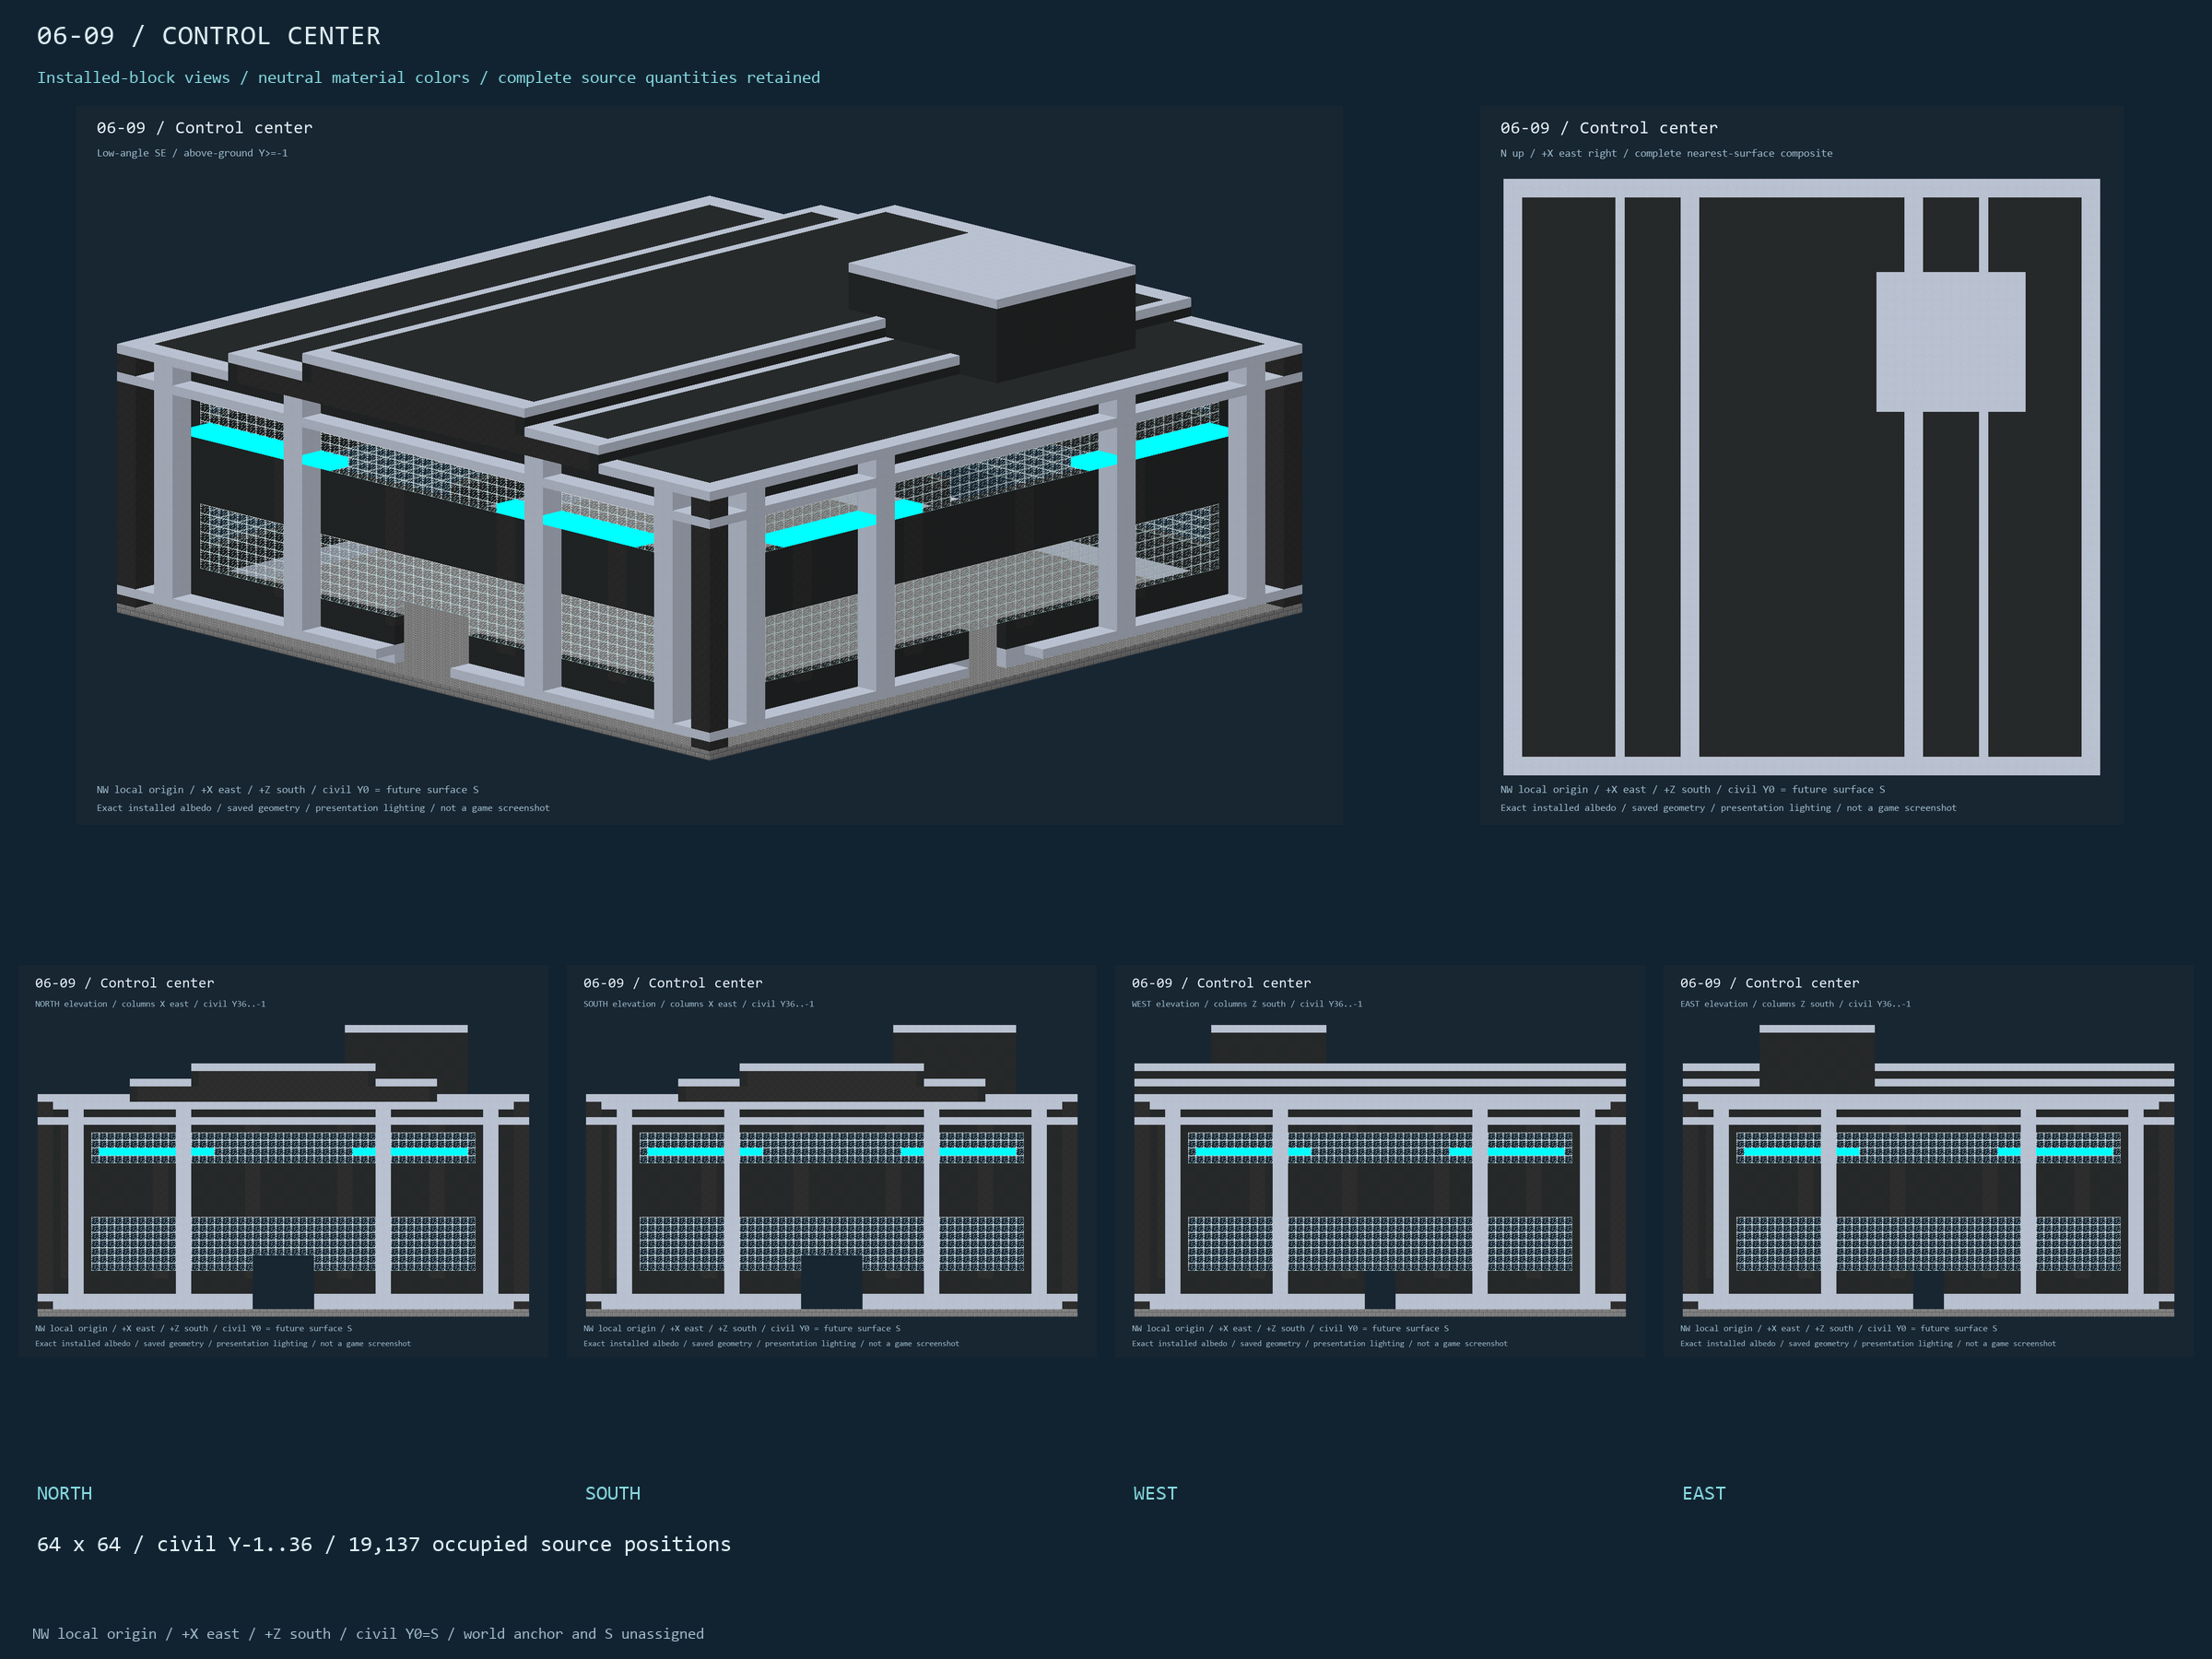 06-09 / CONTROL CENTER
Installed-block views / neutral material colors / complete source quantities retained
06-09 / Control center
Low-angle SE / above-ground Y>=-1
NW local origin / +X east / +Z south / civil Y0 = future surface S
Exact installed albedo / saved geometry / presentation lighting / not a game screenshot
06-09 / Control center
N up / +X east right / complete nearest-surface composite
NW local origin / +X east / +Z south / civil Y0 = future surface S
Exact installed albedo / saved geometry / presentation lighting / not a game screenshot
06-09 / Control center
NORTH elevation / columns X east / civil Y36..-1
NW local origin / +X east / +Z south / civil Y0 = future surface S
Exact installed albedo / saved geometry / presentation lighting / not a game screenshot
06-09 / Control center
SOUTH elevation / columns X east / civil Y36..-1
NW local origin / +X east / +Z south / civil Y0 = future surface S
Exact installed albedo / saved geometry / presentation lighting / not a game screenshot
06-09 / Control center
WEST elevation / columns Z south / civil Y36..-1
NW local origin / +X east / +Z south / civil Y0 = future surface S
Exact installed albedo / saved geometry / presentation lighting / not a game screenshot
06-09 / Control center
EAST elevation / columns Z south / civil Y36..-1
NW local origin / +X east / +Z south / civil Y0 = future surface S
Exact installed albedo / saved geometry / presentation lighting / not a game screenshot
NORTH
SOUTH
WEST
EAST
64 x 64 / civil Y-1..36 / 19,137 occupied source positions
NW local origin / +X east / +Z south / civil Y0=S / world anchor and S unassigned